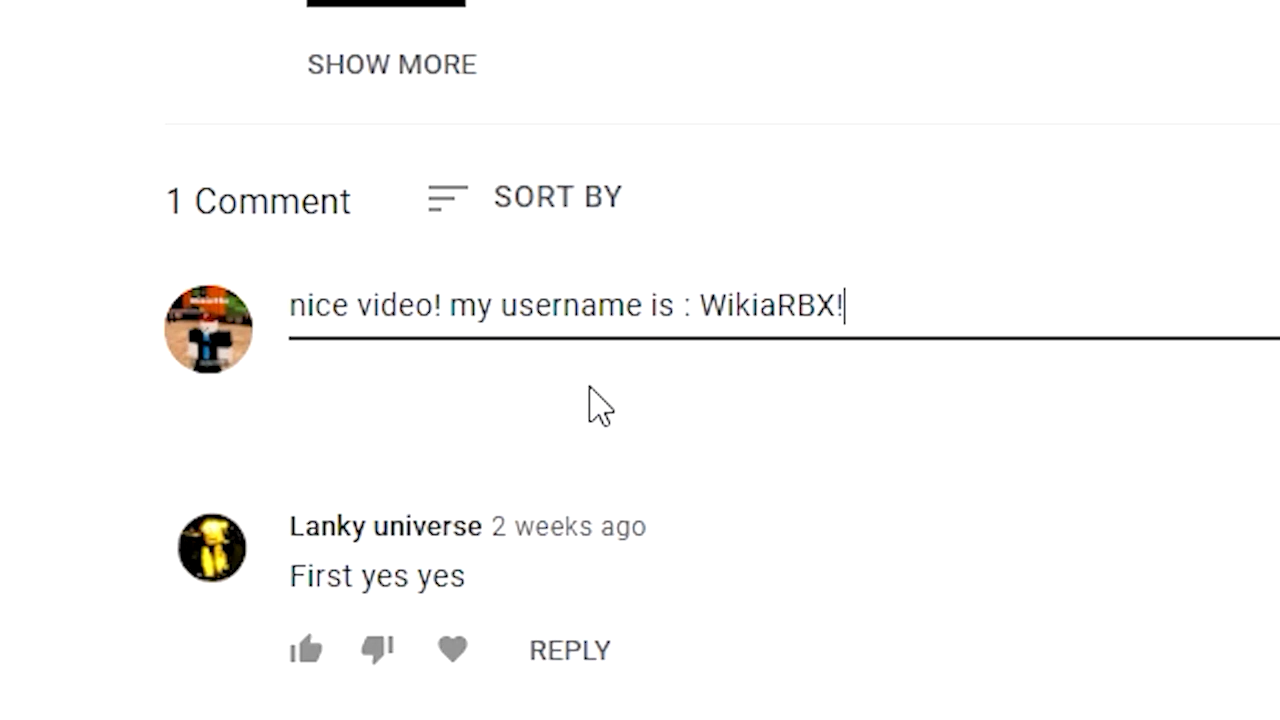 SHOW MORE
1 Comment
SORT BY
nice video! my username is : WikiaRBX!
Lanky universe 2 weeks ago
First yes yes
REPLY